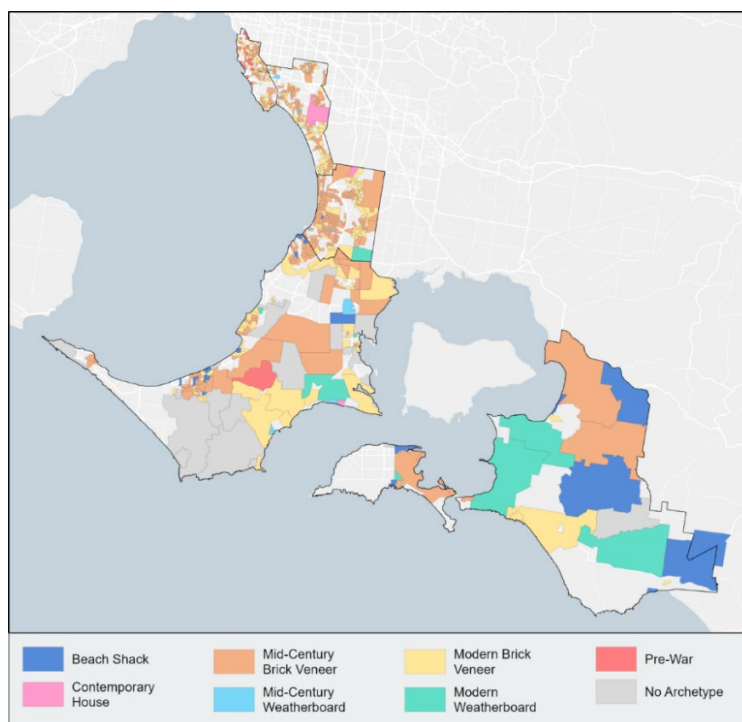 Beach Shack
Mid-Century
Brick Veneer
Modern Brick
Veneer
Pre-War
Contemporary
House
Mid-Century
Weatherboard
Modern
Weatherboard
No Archetype